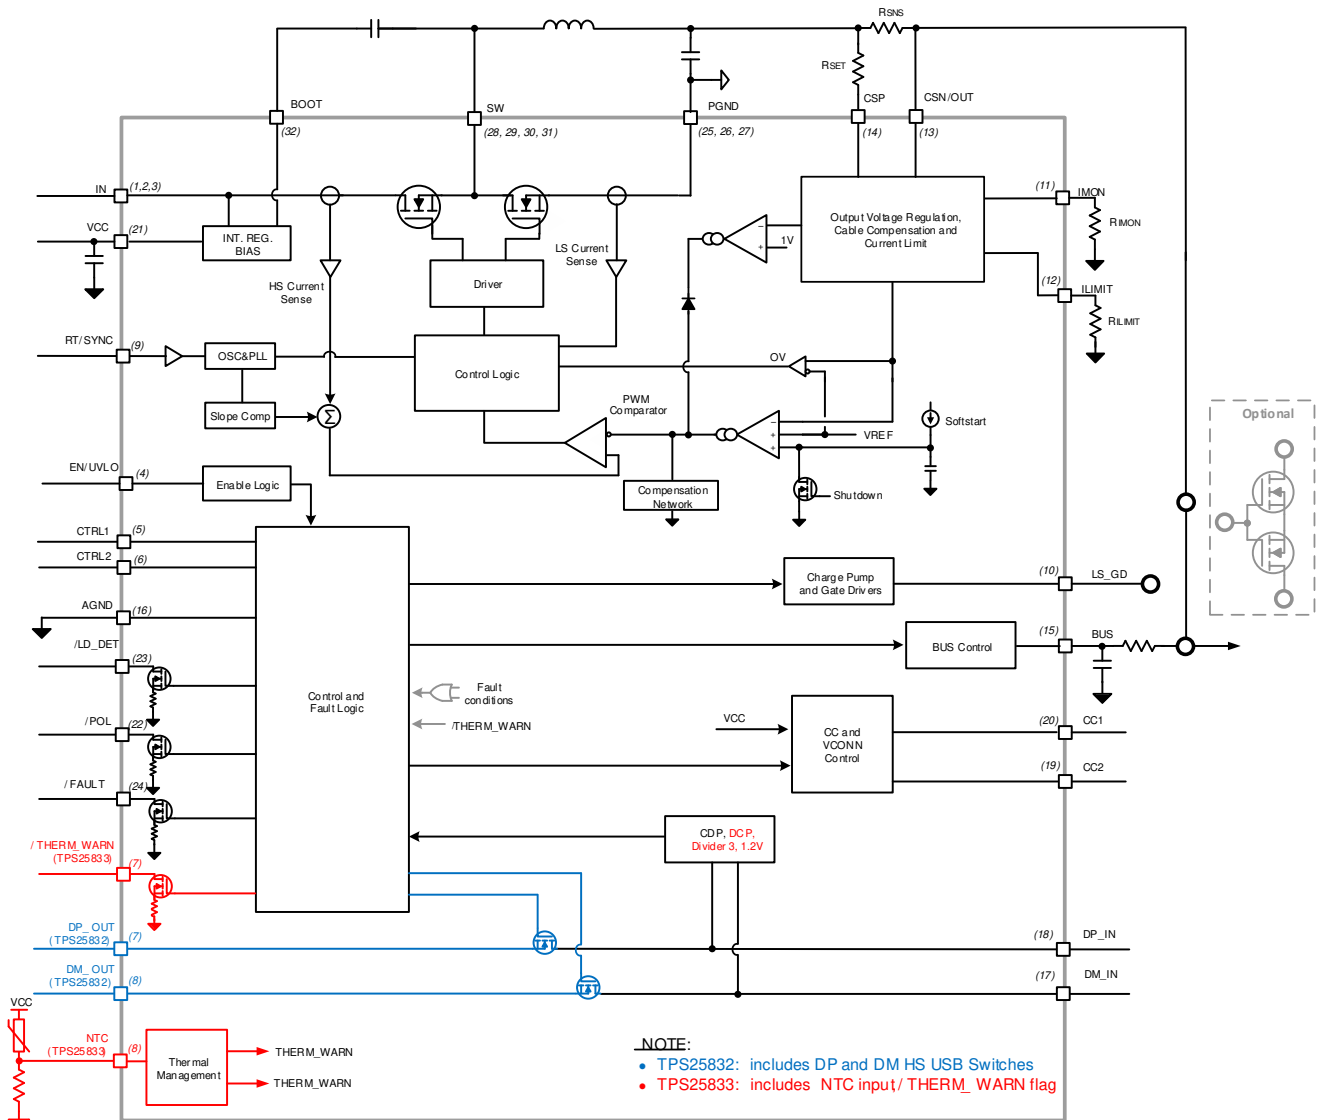 RSNS
RSET
BOOT
SW
PGND
CSP
CSN/OUT
(32)
(28, 29, 30, 31)
(25, 26, 27)
(14)
(13)
IN
(1,2,3)
(11)
IMON
Output Voltage Regulation,
Cable Compensation and
Current Limit
RIMON
VCC
(21)
INT. REG.
BIAS
1V
LS Current
Sense
HS Current
Sense
Driver
(12)
ILIMIT
RILIMIT
RT/SYNC
(9)
OSC&PLL
Control Logic
OV
PWM
Comparator
Slope Comp
Σ
VREF
Softstart
Optional
EN/UVLO
(4)
Enable Logic
Compensation
Network
Shutdown
CTRL1
(5)
CTRL2
(6)
Charge Pump
and Gate Drivers
(10)
LS_GD
AGND
(16)
BUS Control
(15)
BUS
/LD_DET
(23)
Control and
Fault Logic
Fault
conditions
/THERM_WARN
/POL
(22)
VCC
CC and
VCONN
Control
(20)
CC1
(19)
CC2
/FAULT
(24)
CDP, DCP,
Divider 3, 1.2V
/ THERM_WARN
(TPS25833)
(7)
DP_OUT
(TPS25832)
(7)
(18)
DP_IN
DM_OUT
(TPS25832)
(8)
(17)
DM_IN
VCC
NTC
(TPS25833)
(8)
Thermal
Management
THERM_WARN
THERM_WARN
NOTE:
• TPS25832: includes DP and DM HS USB Switches
• TPS25833: includes NTC input / THERM_WARN flag